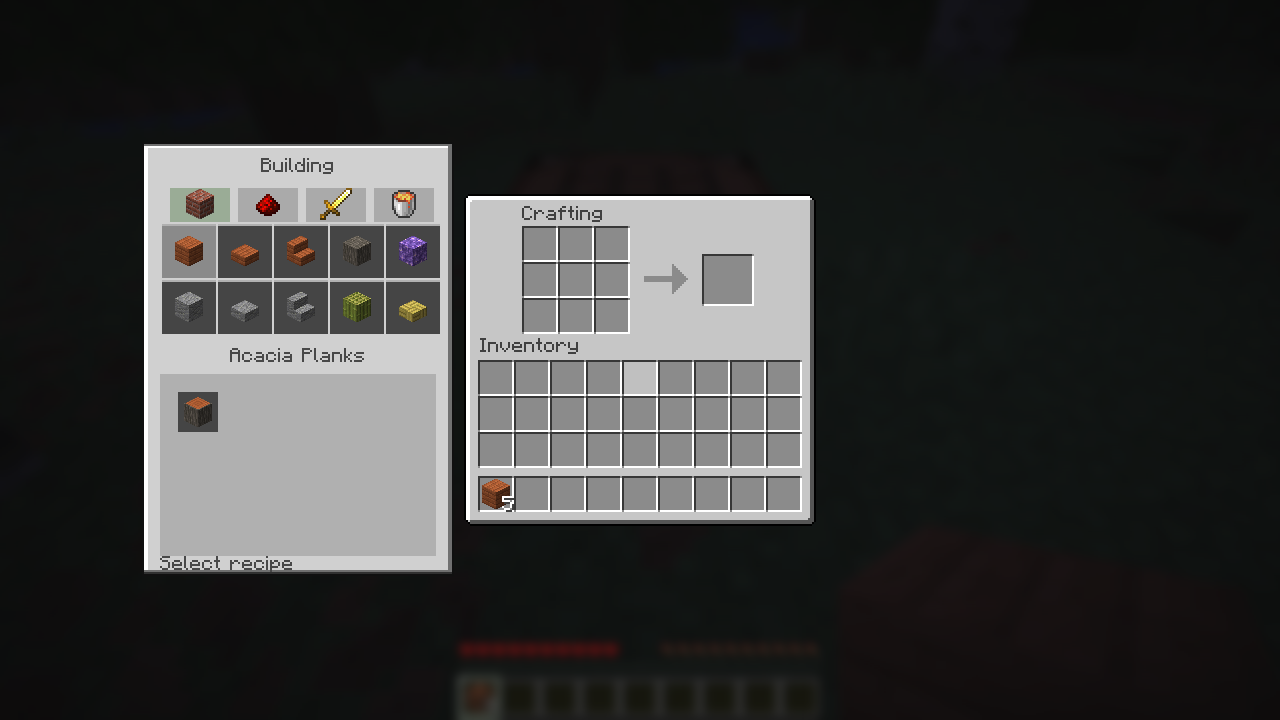 Building
Crafting
Acacia Planks
Inventory
5
Select recipe